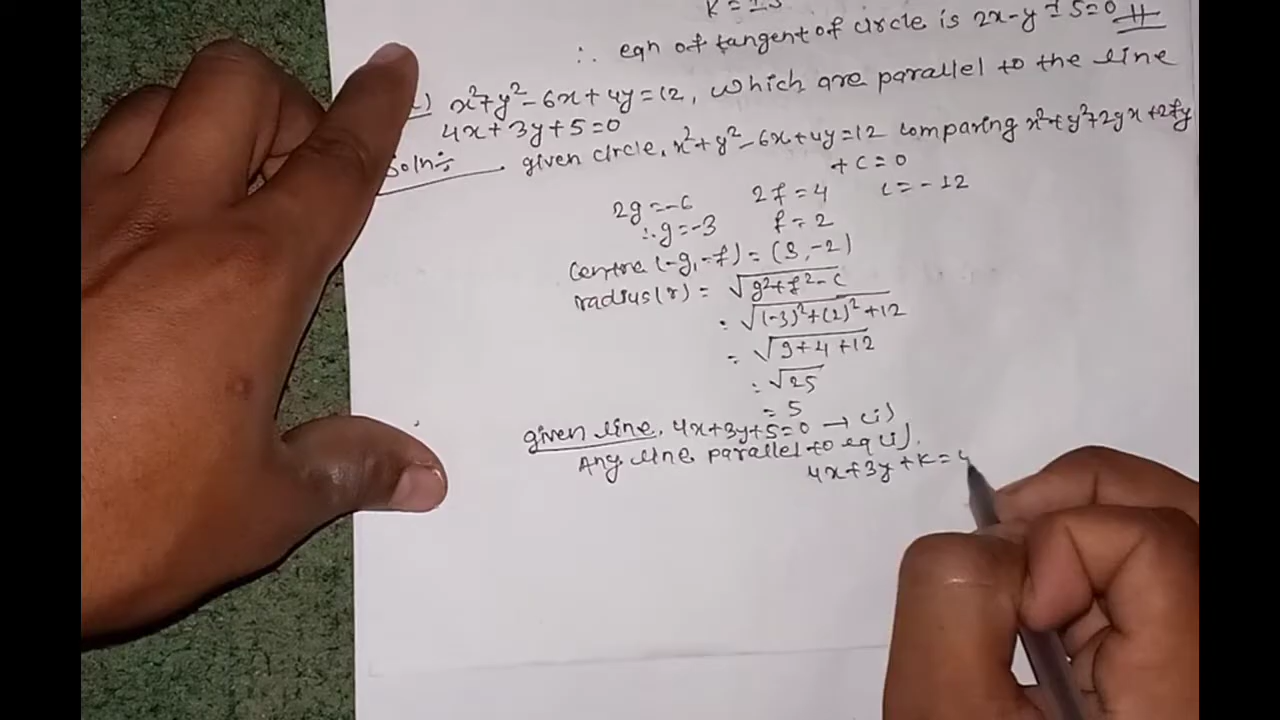 K = ±5
∴ eqn of tangent of circle is 2x-y±5=0
x²+y²-6x+4y=12, which are parallel to the line
4x+3y+5=0
Soln:- given circle, x²+y²-6x+4y=12 comparing x²+y²+2gx+2fy
+c=0
2g=-6 2f=4 c=-12
∴g=-3 f=2
centre (-g,-f) = (3,-2)
radius(r) = √g²+f²-c
= √(-3)²+(2)²+12
= √9+4+12
= √25
= 5
given line, 4x+3y+5=0 → (i)
Any line parallel to eq (i).
4x+3y+k=